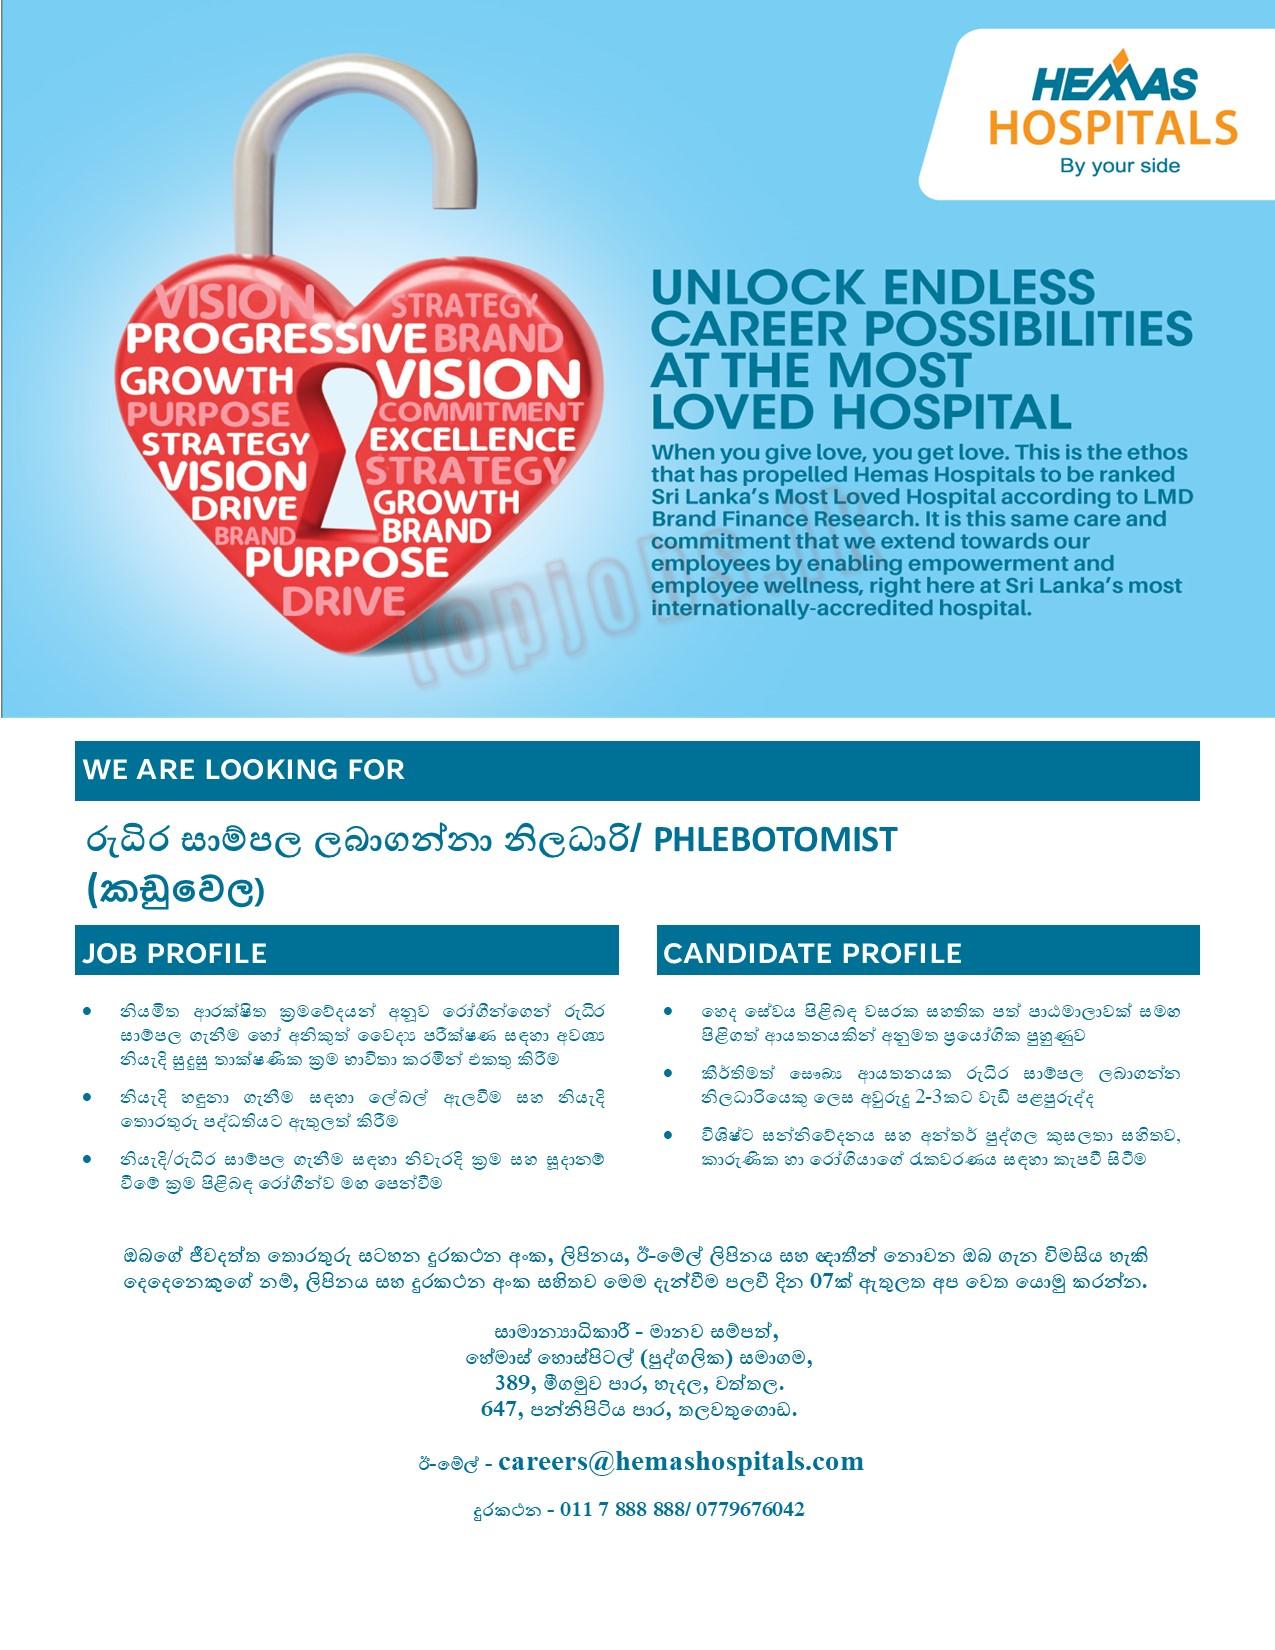 HEMAS
HOSPITALS
By your side
VISION
STRATEGY
PROGRESSIVE BRAND
GROWTH
VISION
PURPOSE
COMMITMENT
STRATEGY
EXCELLENCE
VISION
STRATEGY
DRIVE
GROWTH
BRAND
BRAND
PURPOSE
DRIVE
UNLOCK ENDLESS
CAREER POSSIBILITIES
AT THE MOST
LOVED HOSPITAL
When you give love, you get love. This is the ethos
that has propelled Hemas Hospitals to be ranked
Sri Lanka's Most Loved Hospital according to LMD
Brand Finance Research. It is this same care and
commitment that we extend towards our
employees by enabling empowerment and
employee wellness, right here at Sri Lanka's most
internationally-accredited hospital.
Topjobs.lk
WE ARE LOOKING FOR
රුධිර සාම්පල ලබාගන්නා නිලධාරි/ PHLEBOTOMIST
(කඩුවෙල)
JOB PROFILE
• නියමිත ආරක්ෂිත ක්‍රමවේදයන් අනූව රෝගීන්ගෙන් රුධිර
සාම්පල ගැනීම හෝ අනිකුත් වෛද්‍ය පරීක්ෂණ සඳහා අවශ්‍ය
නියැදි සුදුසු තාක්ෂණික ක්‍රම භාවිතා කරමින් එකතු කිරීම
• නියැදි හඳුනා ගැනීම සඳහා ලේබල් ඇලවීම සහ නියැදි
තොරතුරු පද්ධතියට ඇතුලත් කිරීම
• නියැදි/රුධිර සාම්පල ගැනීම සඳහා නිවැරදි ක්‍රම සහ සූදානම්
වීමේ ක්‍රම පිළිබඳ රෝගීන්ව මඟ පෙන්වීම
CANDIDATE PROFILE
• හෙද සේවය පිළිබඳ වසරක සහතික පත් පාඨමාලාවක් සමඟ
පිළිගත් ආයතනයකින් අනුමත ප්‍රයෝගික පුහුණුව
• කීර්තිමත් සෞඛ්‍ය ආයතනයක රුධිර සාම්පල ලබාගන්න
නිලධාරියෙකු ලෙස අවුරුදු 2-3කට වැඩි පළපුරුද්ද
• විශිෂ්ට සන්නිවේදනය සහ අන්තර් පුද්ගල කුසලතා සහිතව,
කාරුණික හා රෝගියාගේ රැකවරණය සඳහා කැපවී සිටීම
ඔබගේ ජීවදත්ත තොරතුරු සටහන දුරකථන අංක, ලිපිනය, ඊ-මේල් ලිපිනය සහ ඥාතීන් නොවන ඔබ ගැන විමසිය හැකි
දෙදෙනෙකුගේ නම්, ලිපිනය සහ දුරකථන අංක සහිතව මෙම දැන්වීම පලවී දින 07ක් ඇතුලත අප වෙත යොමු කරන්න.
සාමාන්‍යාධිකාරී - මානව සම්පත්,
හේමාස් හොස්පිටල් (පුද්ගලික) සමාගම,
389, මීගමුව පාර, හැඳල, වත්තල.
647, පන්නිපිටිය පාර, තලවතුගොඩ.
ඊ-මේල් - careers@hemashospitals.com
දුරකථන - 011 7 888 888/ 0779676042